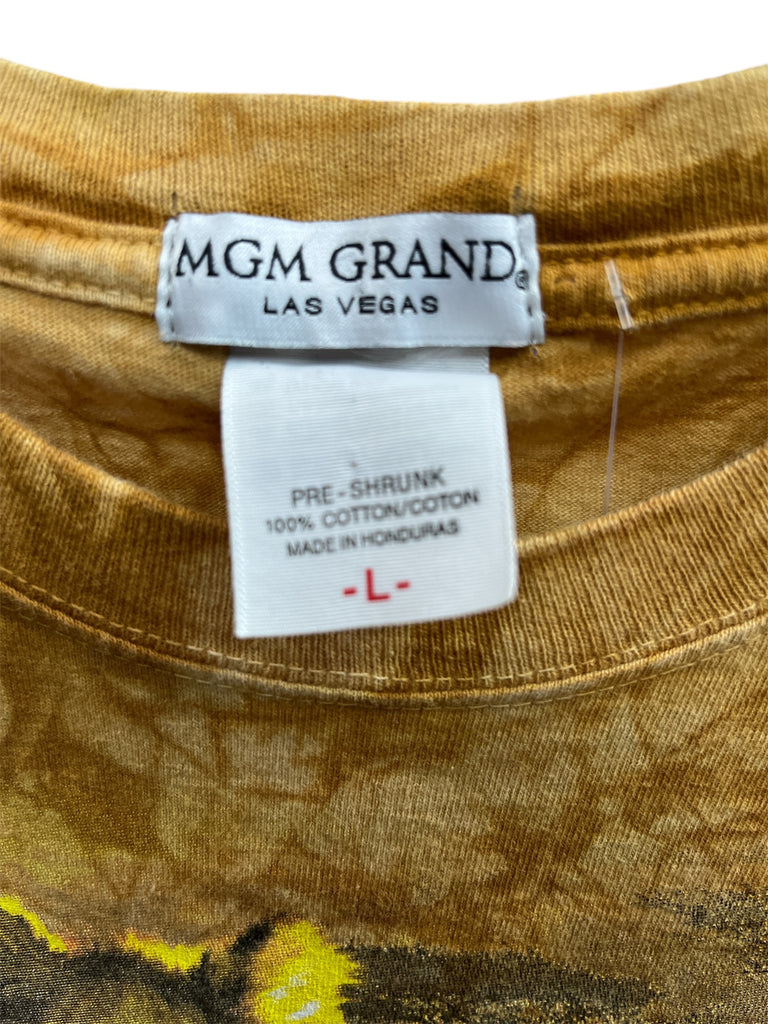 MGM GRAND®
LAS VEGAS
PRE-SHRUNK
100% COTTON/COTON
MADE IN HONDURAS
-L-